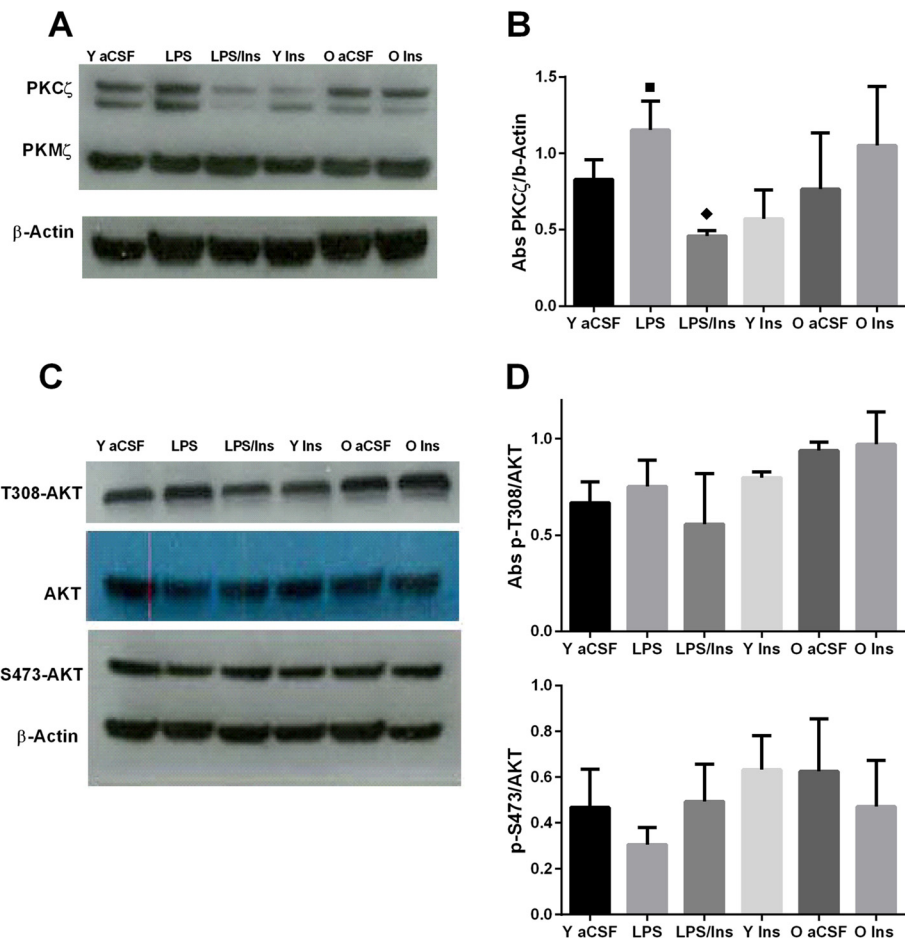 A
Y aCSF LPS LPS/Ins Y Ins O aCSF O Ins
PKCζ
PKMζ
β-Actin
B
Abs PKCζ/b-Actin
1.5
1.0
0.5
0.0
Y aCSF LPS LPS/Ins Y Ins O aCSF O Ins
C
Y aCSF LPS LPS/Ins Y Ins O aCSF O Ins
T308-AKT
AKT
S473-AKT
β-Actin
D
Abs p-T308/AKT
1.0
0.5
0.0
Y aCSF LPS LPS/Ins Y Ins O aCSF O Ins
p-S473/AKT
1.0
0.8
0.6
0.4
0.2
0.0
Y aCSF LPS LPS/Ins Y Ins O aCSF O Ins